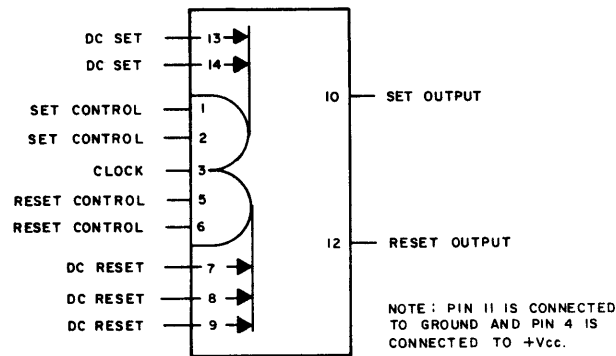 DC SET 13
DC SET 14
10 SET OUTPUT
SET CONTROL 1
SET CONTROL 2
CLOCK 3
RESET CONTROL 5
RESET CONTROL 6
12 RESET OUTPUT
DC RESET 7
DC RESET 8
DC RESET 9
NOTE: PIN 11 IS CONNECTED
TO GROUND AND PIN 4 IS
CONNECTED TO +Vcc.